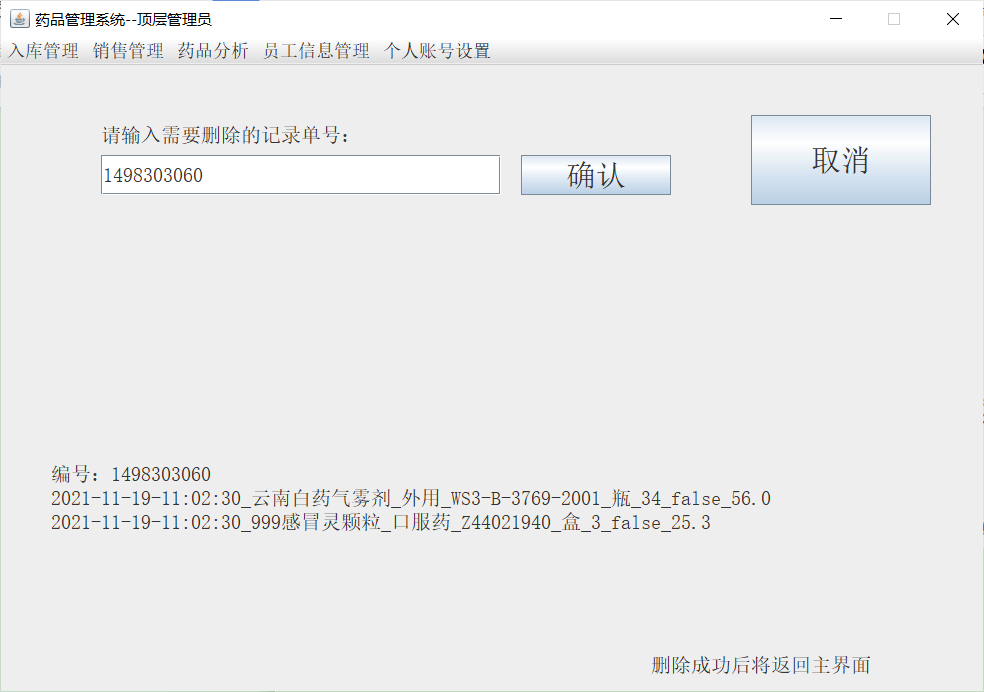 药品管理系统--顶层管理员
入库管理 销售管理 药品分析 员工信息管理 个人账号设置
请输入需要删除的记录单号：
1498303060
确认
取消
编号：1498303060
2021-11-19-11:02:30_云南白药气雾剂_外用_WS3-B-3769-2001_瓶_34_false_56.0
2021-11-19-11:02:30_999感冒灵颗粒_口服药_Z44021940_盒_3_false_25.3
删除成功后将返回主界面